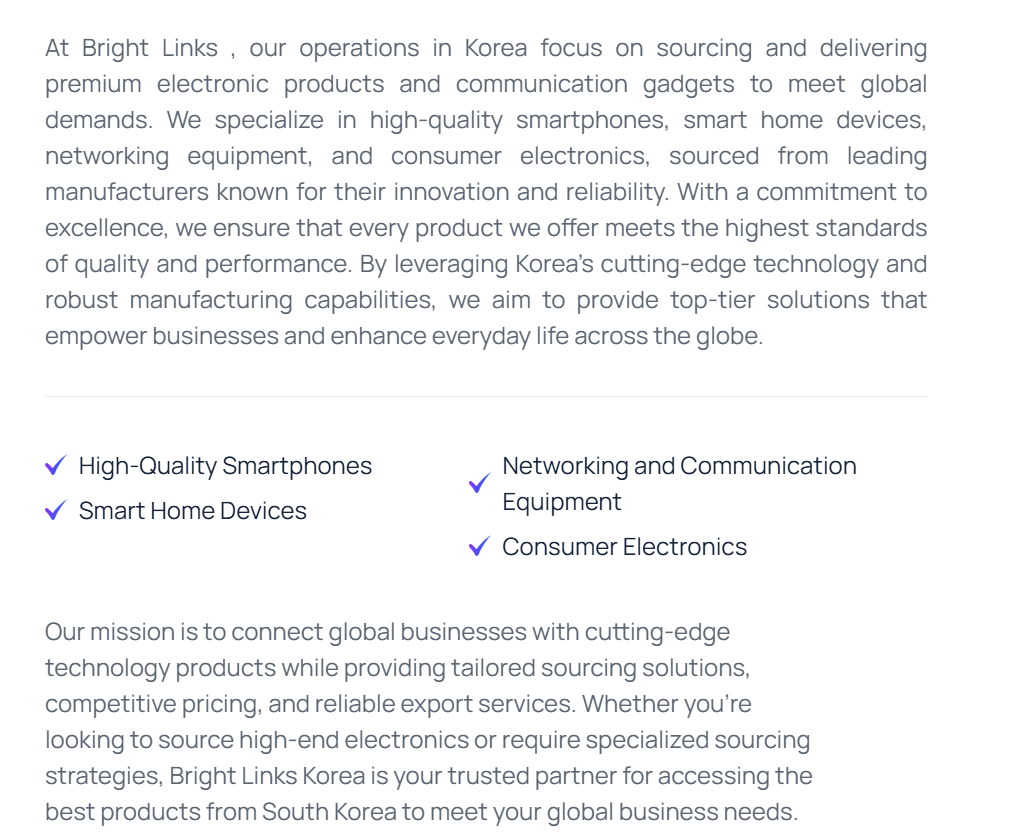 At Bright Links , our operations in Korea focus on sourcing and delivering
premium electronic products and communication gadgets to meet global
demands. We specialize in high-quality smartphones, smart home devices,
networking equipment, and consumer electronics, sourced from leading
manufacturers known for their innovation and reliability. With a commitment to
excellence, we ensure that every product we offer meets the highest standards
of quality and performance. By leveraging Korea's cutting-edge technology and
robust manufacturing capabilities, we aim to provide top-tier solutions that
empower businesses and enhance everyday life across the globe.
High-Quality Smartphones
Smart Home Devices
Networking and Communication
Equipment
Consumer Electronics
Our mission is to connect global businesses with cutting-edge
technology products while providing tailored sourcing solutions,
competitive pricing, and reliable export services. Whether you're
looking to source high-end electronics or require specialized sourcing
strategies, Bright Links Korea is your trusted partner for accessing the
best products from South Korea to meet your global business needs.